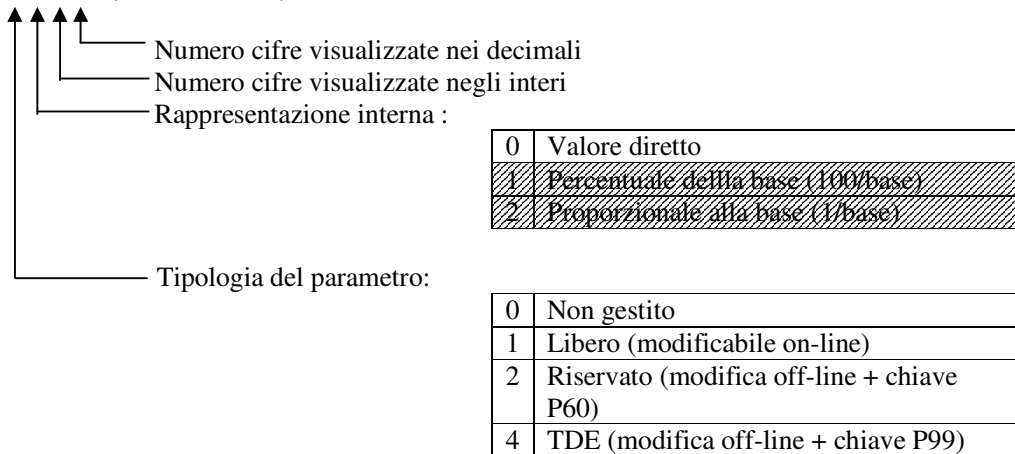 Numero cifre visualizzate nei decimali
Numero cifre visualizzate negli interi
Rappresentazione interna :
0 Valore diretto
1 Percentuale dellla base (100/base)
2 Proporzionale alla base (1/base)
Tipologia del parametro:
0 Non gestito
1 Libero (modificabile on-line)
2 Riservato (modifica off-line + chiave
P60)
4 TDE (modifica off-line + chiave P99)